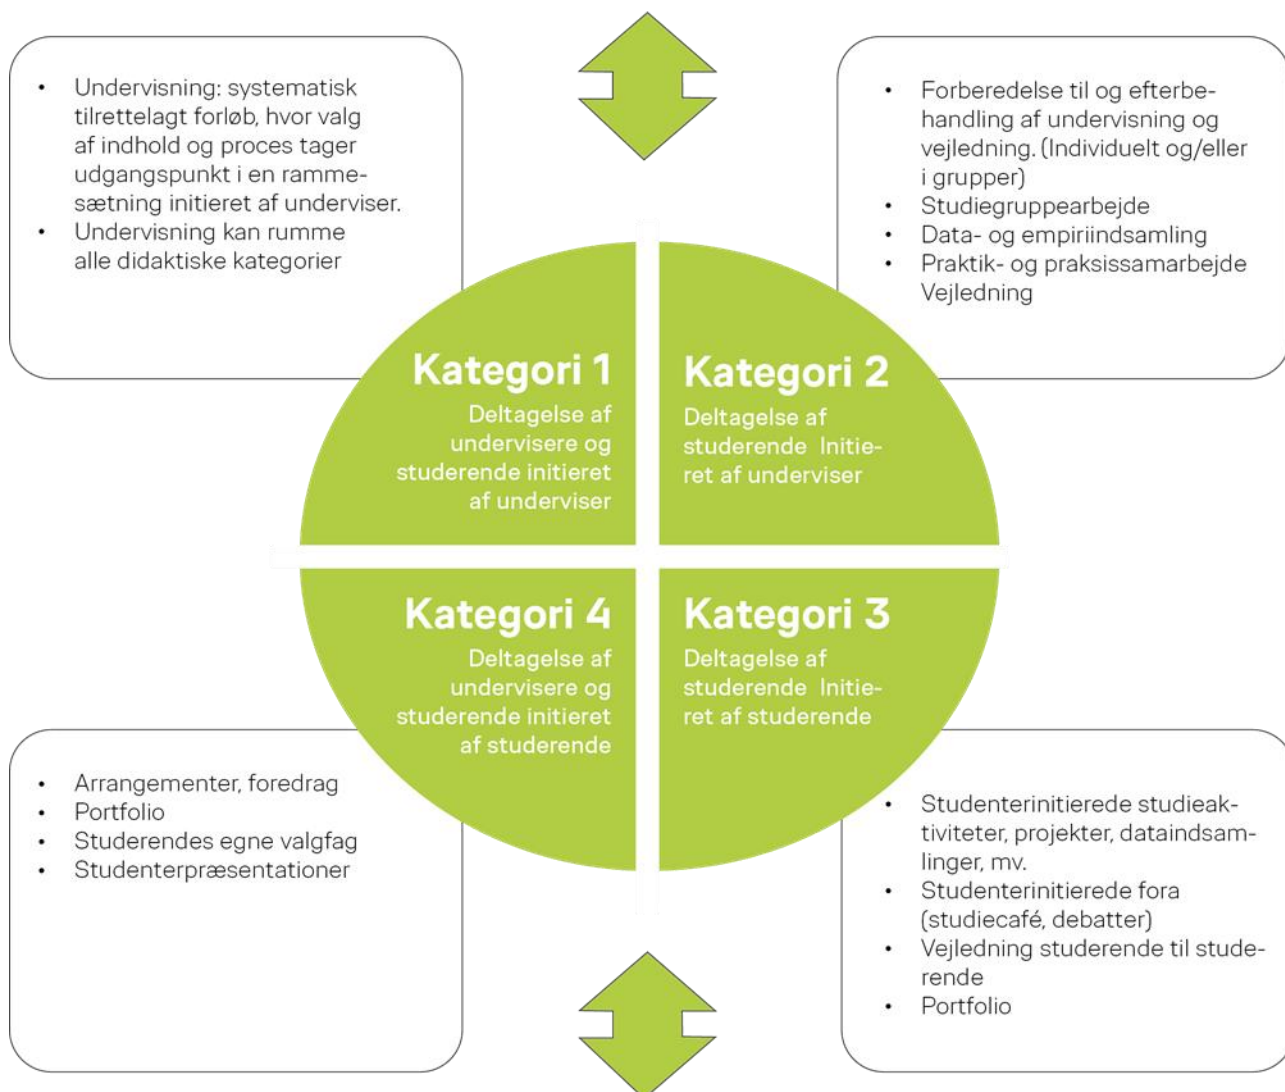 • Undervisning: systematisk
tilrettelagt forløb, hvor valg
af indhold og proces tager
udgangspunkt i en ramme-
sætning initieret af underviser.
• Undervisning kan rumme
alle didaktiske kategorier
• Forberedelse til og efterbe-
handling af undervisning og
vejledning. (Individuelt og/eller
i grupper)
• Studiegruppearbejde
• Data- og empiriindsamling
• Praktik- og praksissamarbejde
Vejledning
Kategori 1
Deltagelse af
undervisere og
studerende initieret
af underviser
Kategori 2
Deltagelse af
studerende Initie-
ret af underviser
Kategori 4
Deltagelse af
undervisere og
studerende initieret
af studerende
Kategori 3
Deltagelse af
studerende Initie-
ret af studerende
• Arrangementer, foredrag
• Portfolio
• Studerendes egne valgfag
• Studenterpræsentationer
• Studenterinitierede studieak-
tiviteter, projekter, dataindsam-
linger, mv.
• Studenterinitierede fora
(studiecafé, debatter)
• Vejledning studerende til stude-
rende
• Portfolio